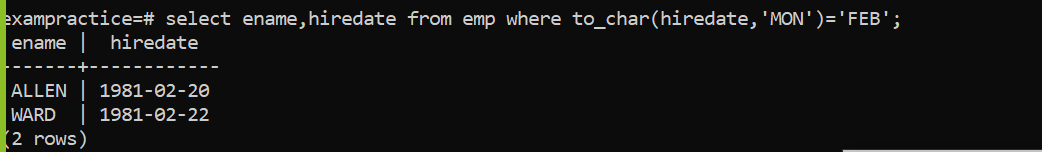 exampractice=# select ename,hiredate from emp where to_char(hiredate,'MON')='FEB';
 ename |  hiredate
-------+------------
 ALLEN | 1981-02-20
 WARD  | 1981-02-22
(2 rows)